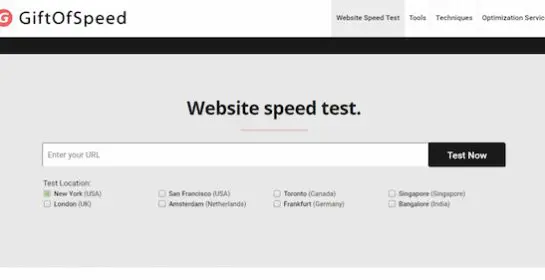 GiftOfSpeed
Website Speed Test Tools Techniques Optimization Servic
Website speed test.
Enter your URL Test Now
Test Location:
New York (USA) San Francisco (USA) Toronto (Canada) Singapore (Singapore)
London (UK) Amsterdam (Netherlands) Frankfurt (Germany) Bangalore (India)